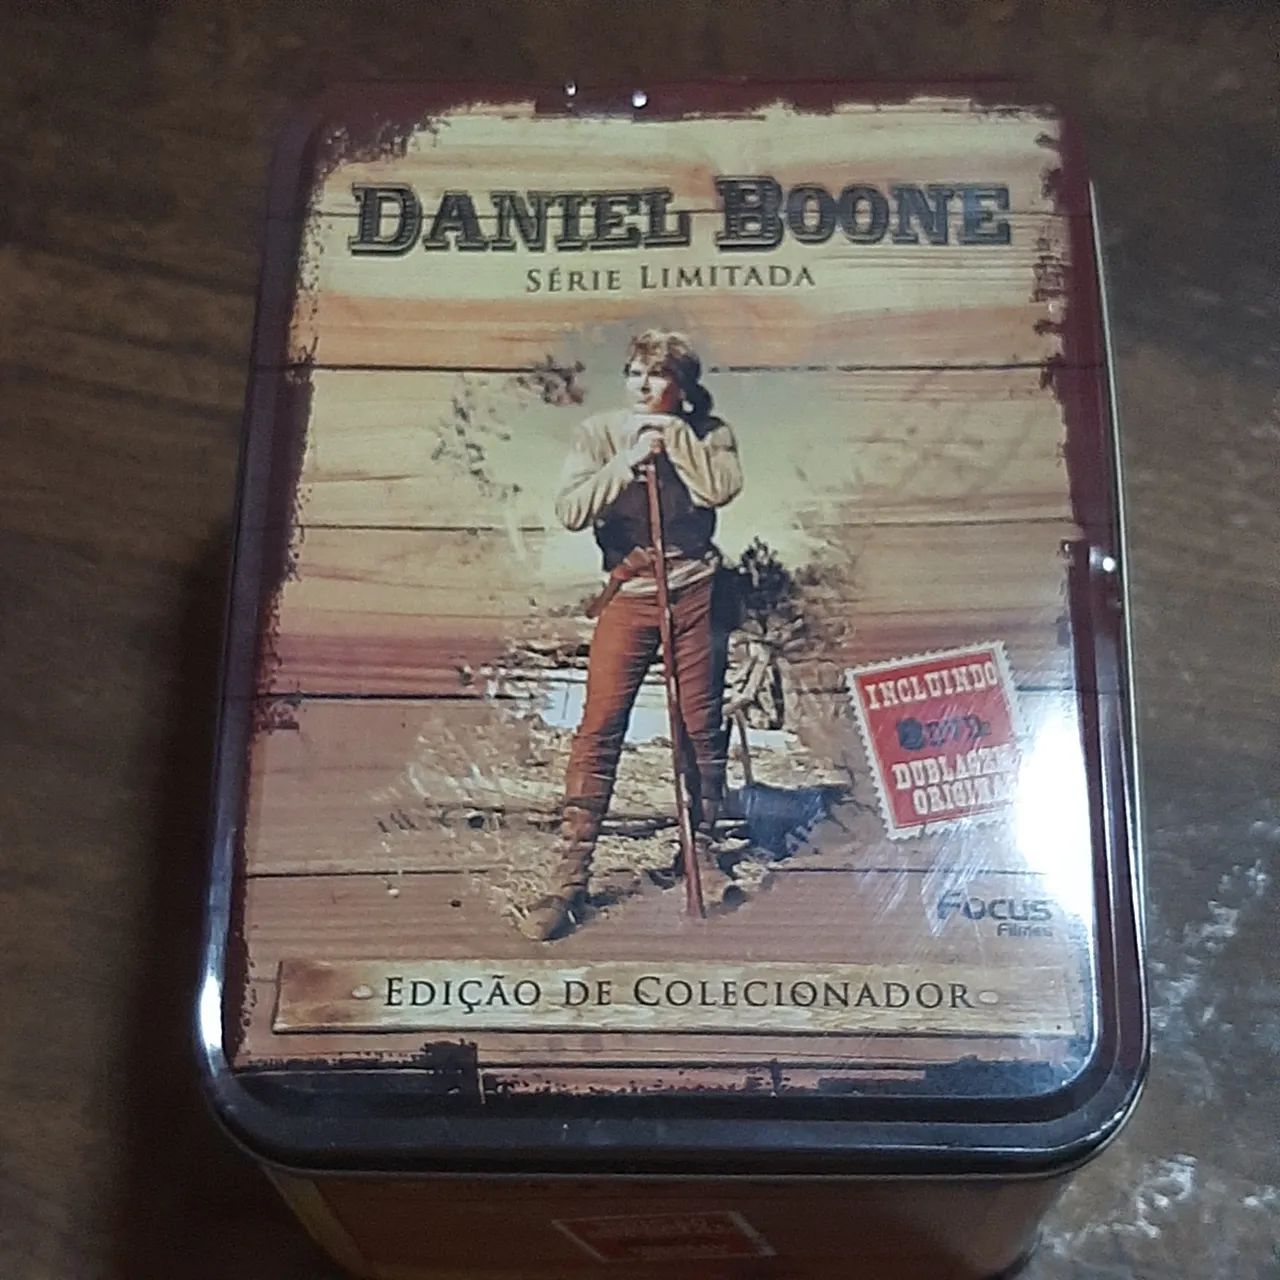 DANIEL BOONE
SÉRIE LIMITADA
INCLUINDO
DUBLAGEM
ORIGINAL
FOCUS
Filmes
EDIÇÃO DE COLECIONADOR